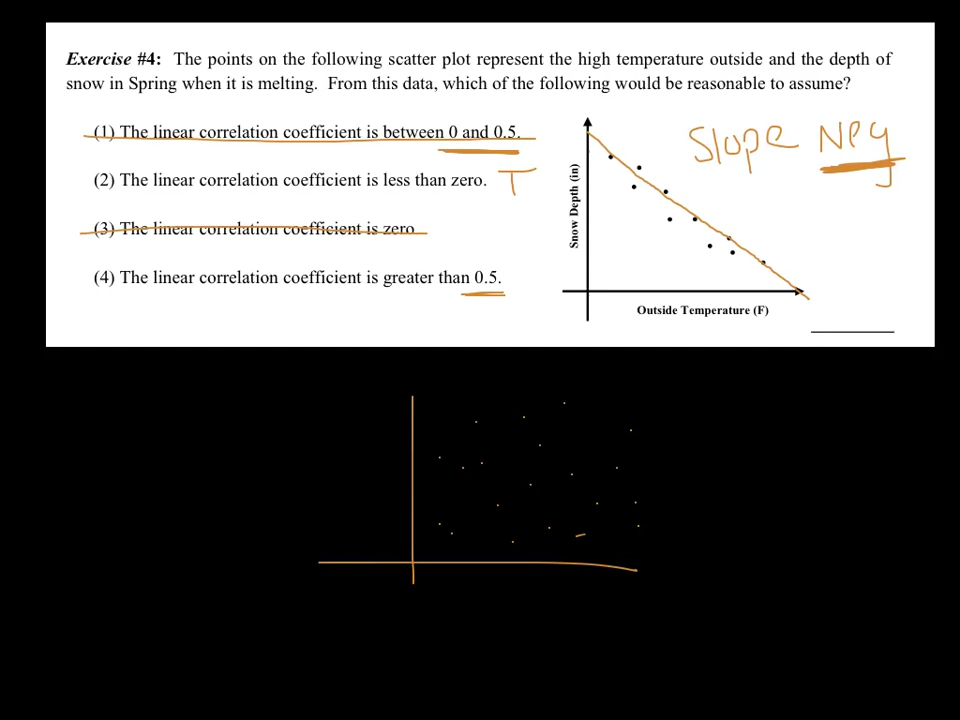 Exercise #4: The points on the following scatter plot represent the high temperature outside and the depth of
snow in Spring when it is melting. From this data, which of the following would be reasonable to assume?
(1) The linear correlation coefficient is between 0 and 0.5.
(2) The linear correlation coefficient is less than zero. T
(3) The linear correlation coefficient is zero
(4) The linear correlation coefficient is greater than 0.5.
Slope Neg
Snow Depth (in)
Outside Temperature (F)